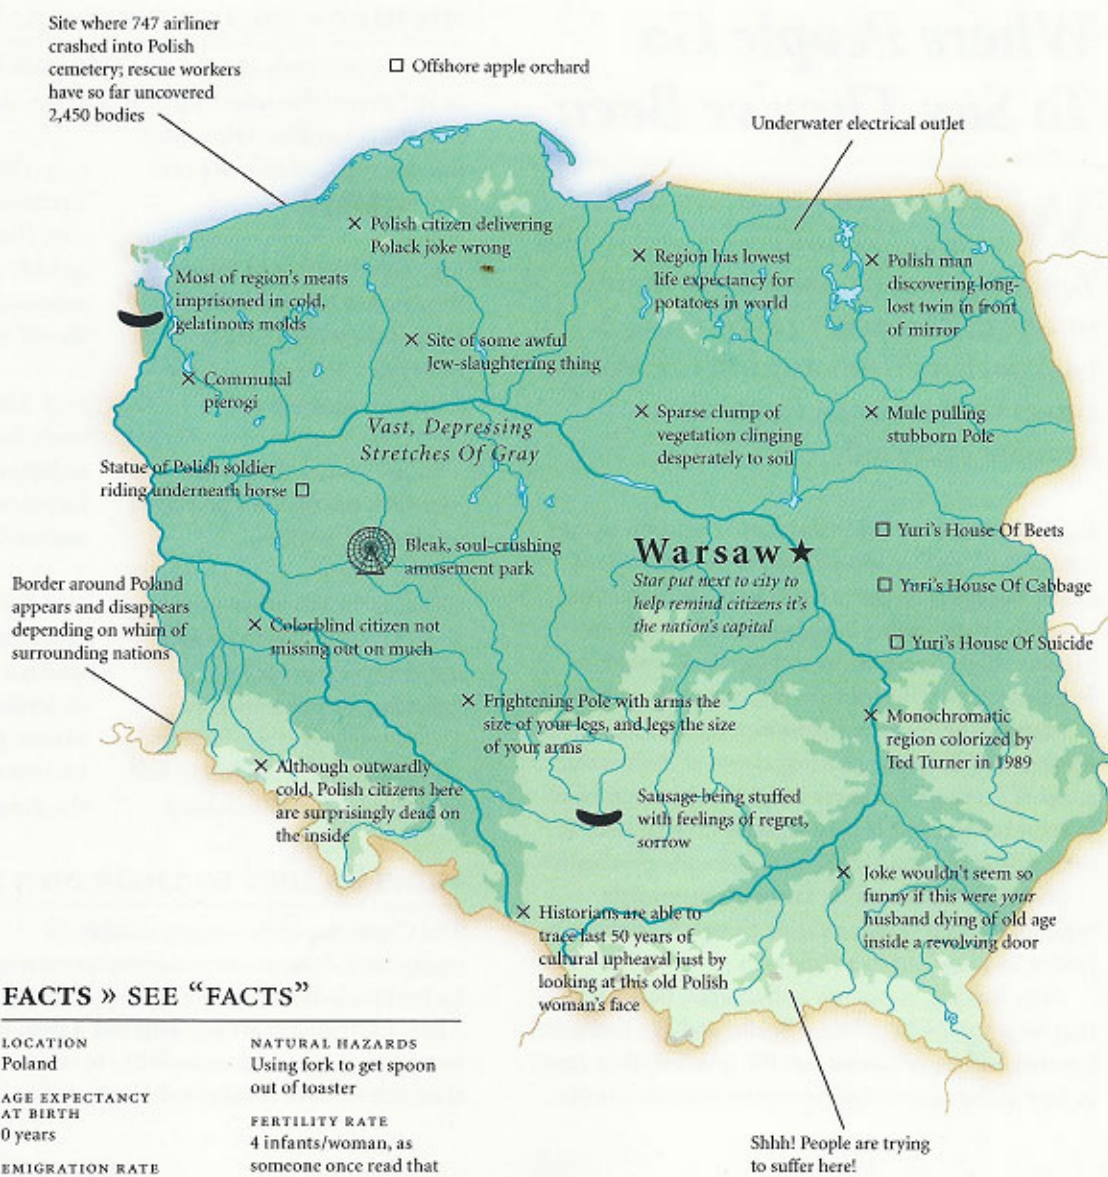 Site where 747 airliner
crashed into Polish
cemetery; rescue workers
have so far uncovered
2,450 bodies
Offshore apple orchard
Underwater electrical outlet
Polish citizen delivering
Polack joke wrong
Region has lowest
life expectancy for
potatoes in world
Polish man
discovering long-
lost twin in front
of mirror
Most of region's meats
imprisoned in cold,
gelatinous molds
Site of some awful
Jew-slaughtering thing
Communal
pierogi
Vast, Depressing
Stretches Of Gray
Sparse clump of
vegetation clinging
desperately to soil
Mule pulling
stubborn Pole
Statue of Polish soldier
riding underneath horse
Bleak, soul-crushing
amusement park
Warsaw
Star put next to city to
help remind citizens it's
the nation's capital
Yuri's House Of Beets
Yuri's House Of Cabbage
Yuri's House Of Suicide
Border around Poland
appears and disappears
depending on whim of
surrounding nations
Colorblind citizen not
missing out on much
Frightening Pole with arms the
size of your legs, and legs the size
of your arms
Monochromatic
region colorized by
Ted Turner in 1989
Although outwardly
cold, Polish citizens here
are surprisingly dead on
the inside
Sausage being stuffed
with feelings of regret,
sorrow
Joke wouldn't seem so
funny if this were your
husband dying of old age
inside a revolving door
Historians are able to
trace last 50 years of
cultural upheaval just by
looking at this old Polish
woman's face
Shhh! People are trying
to suffer here!
FACTS » SEE “FACTS”
LOCATION
Poland
AGE EXPECTANCY
AT BIRTH
0 years
EMIGRATION RATE
NATURAL HAZARDS
Using fork to get spoon
out of toaster
FERTILITY RATE
4 infants/woman, as
someone once read that